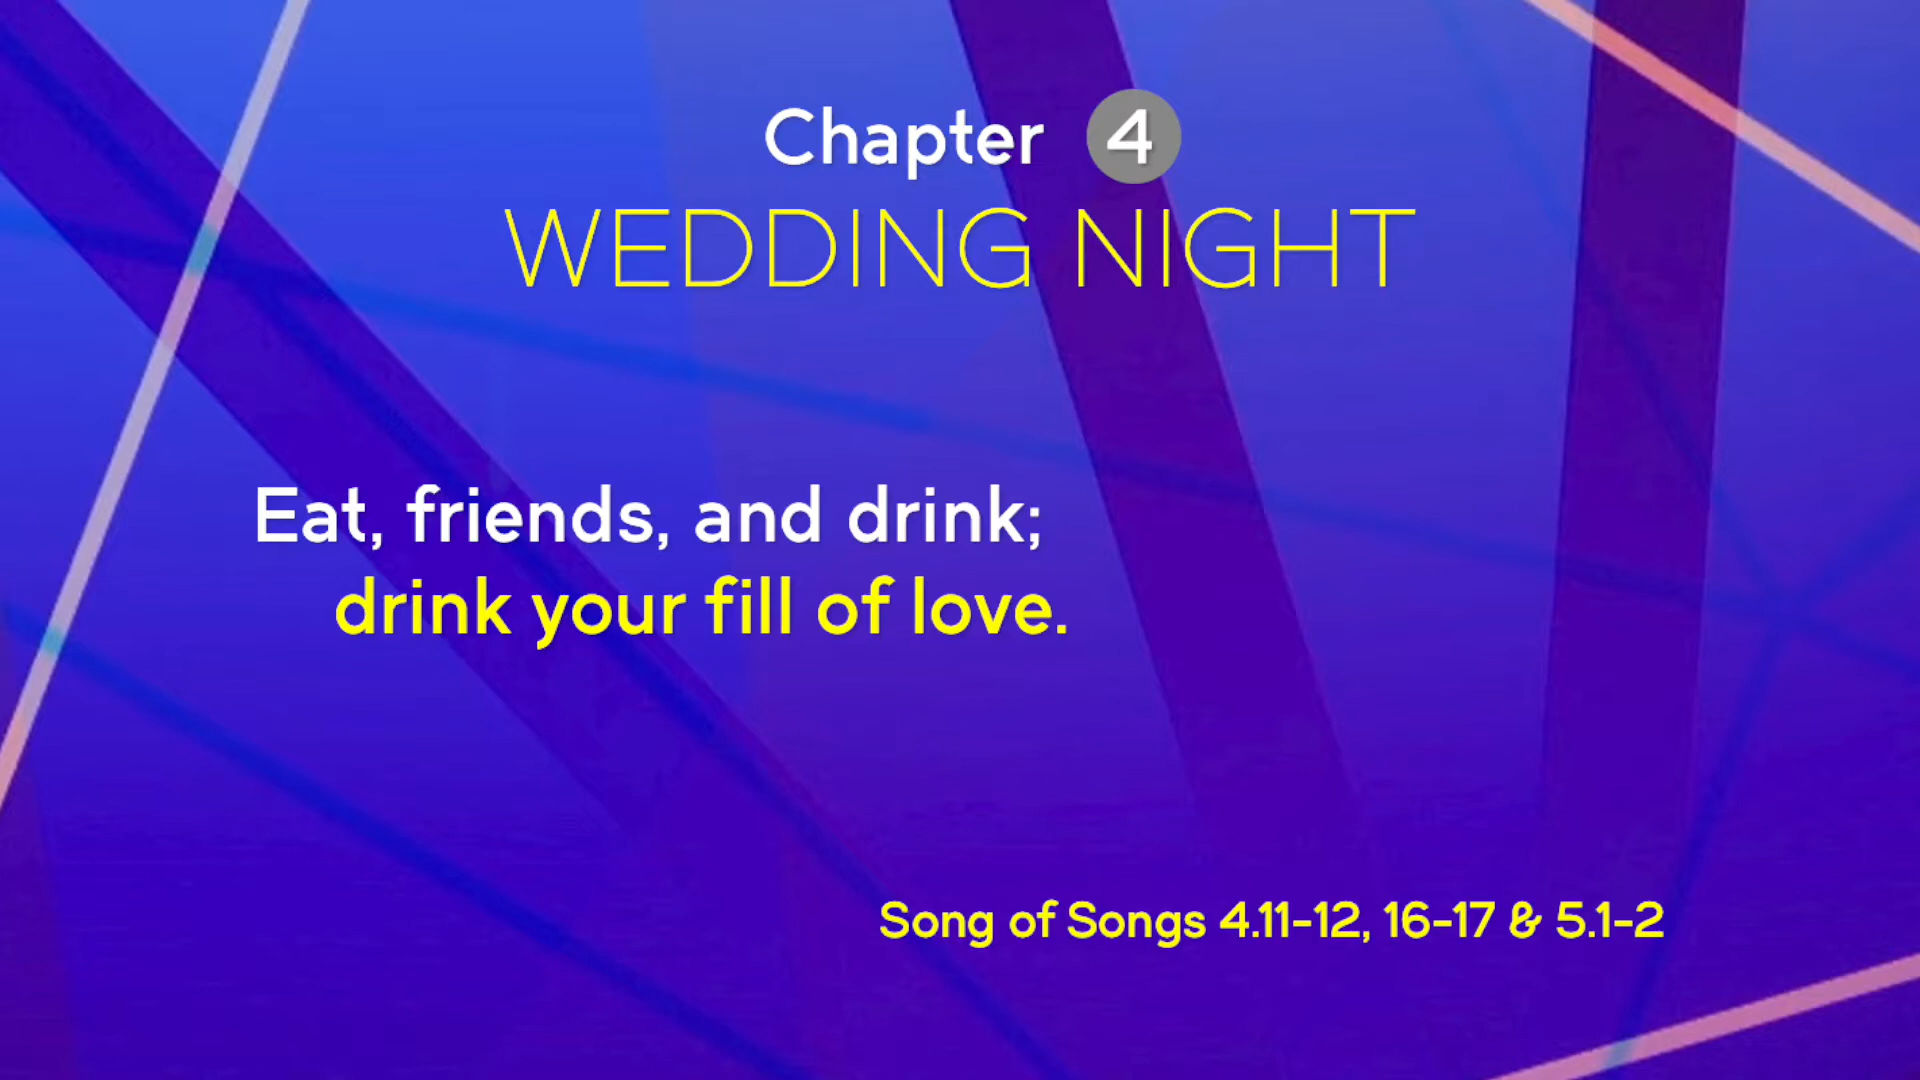 Chapter 4
WEDDING NIGHT
Eat, friends, and drink;
drink your fill of love.
Song of Songs 4.11-12, 16-17 & 5.1-2